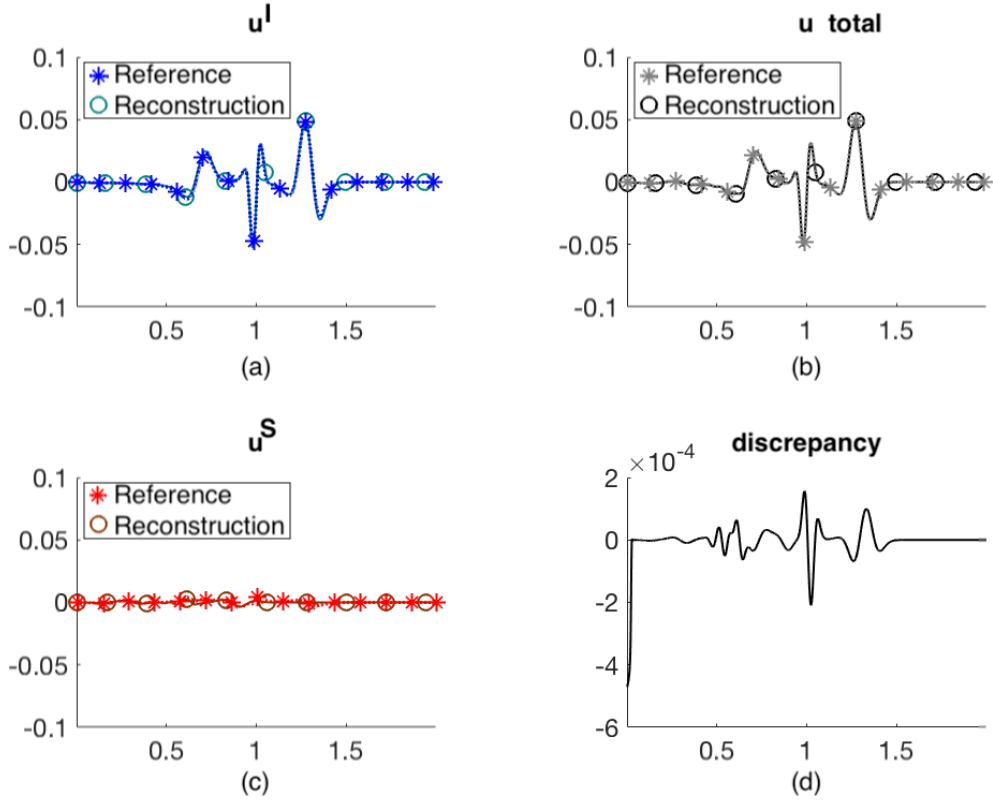 u^I
0.1
Reference
Reconstruction
0.05
0
-0.05
-0.1
0.5 1 1.5
(a)
u total
0.1
Reference
Reconstruction
0.05
0
-0.05
-0.1
0.5 1 1.5
(b)
u^S
0.1
Reference
Reconstruction
0.05
0
-0.05
-0.1
0.5 1 1.5
(c)
discrepancy
×10^-4
2
0
-2
-4
-6
0.5 1 1.5
(d)